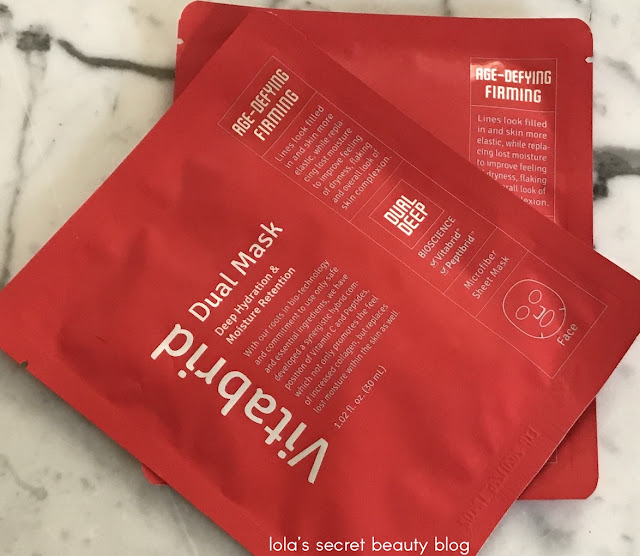 Vitabrid
Dual Mask
Deep Hydration &
Moisture Retention
With our roots in bio-technology
and commitment to use only safe
and essential ingredients, we have
developed a synergistic hybrid com-
position of Vitamin C and Peptides,
which not only promotes the feel
of increased collagen, but replaces
lost moisture within the skin as well.
1.02 fl. oz. (30 mL)
AGE-DEFYING
FIRMING
Lines look filled
in and skin more
elastic, while repla-
cing lost moisture
to improve feeling
of dryness, flaking
and overall look of
skin complexion.
DUAL
DEEP
BIOSCIENCE
Vitabrid
Peptibrid
Microfiber
Sheet Mask
Face
AGE-DEFYING
FIRMING
Lines look filled
in and skin more
elastic, while repla-
cing lost moisture
to improve feeling
of dryness, flaking
overall look of
complexion.
lola's secret beauty blog